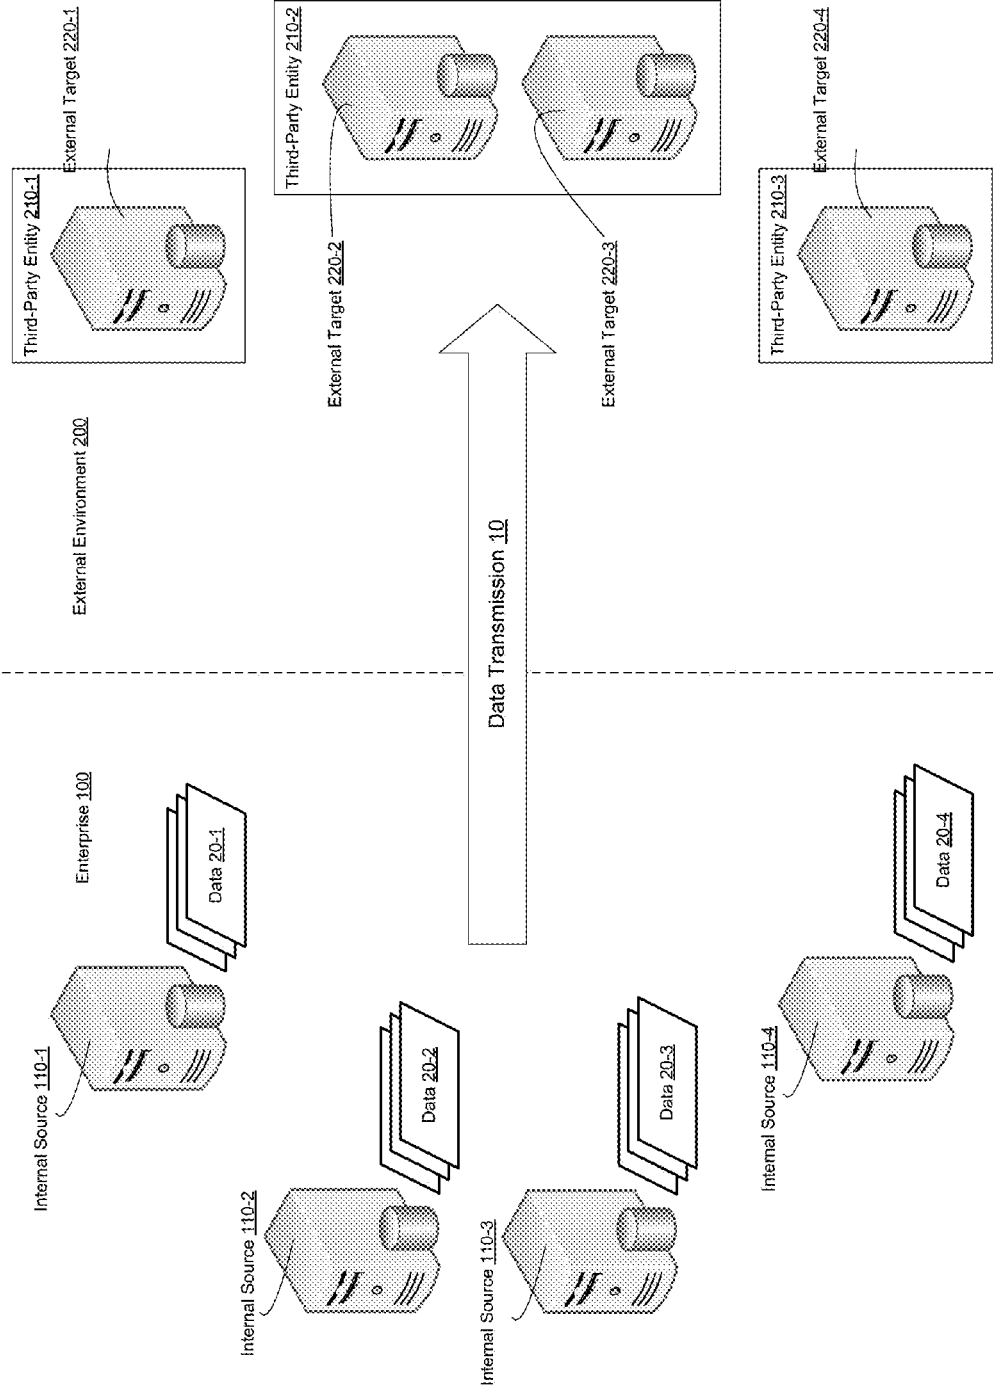 Enterprise 100
External Environment 200
Internal Source 110-1
Data 20-1
Internal Source 110-2
Data 20-2
Internal Source 110-3
Data 20-3
Internal Source 110-4
Data 20-4
Data Transmission 10
Third-Party Entity 210-1
External Target 220-1
Third-Party Entity 210-2
External Target 220-2
External Target 220-3
Third-Party Entity 210-3
External Target 220-4